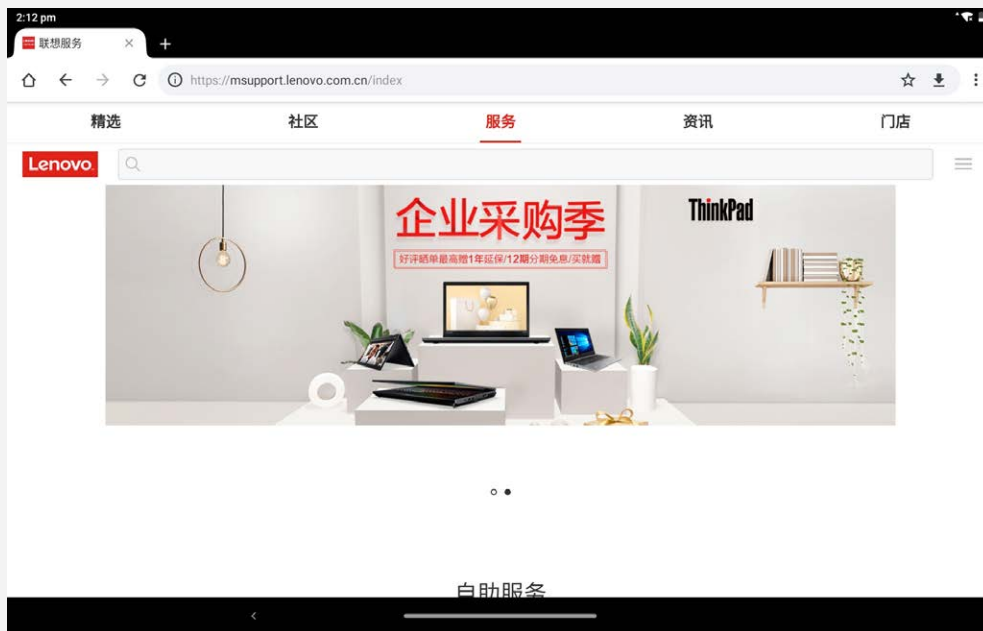 2:12 pm
联想服务
https://msupport.lenovo.com.cn/index
精选 社区 服务 资讯 门店
Lenovo
企业采购季
ThinkPad
好评晒单最高赠1年延保/12期分期免息/买就赠
自助服务